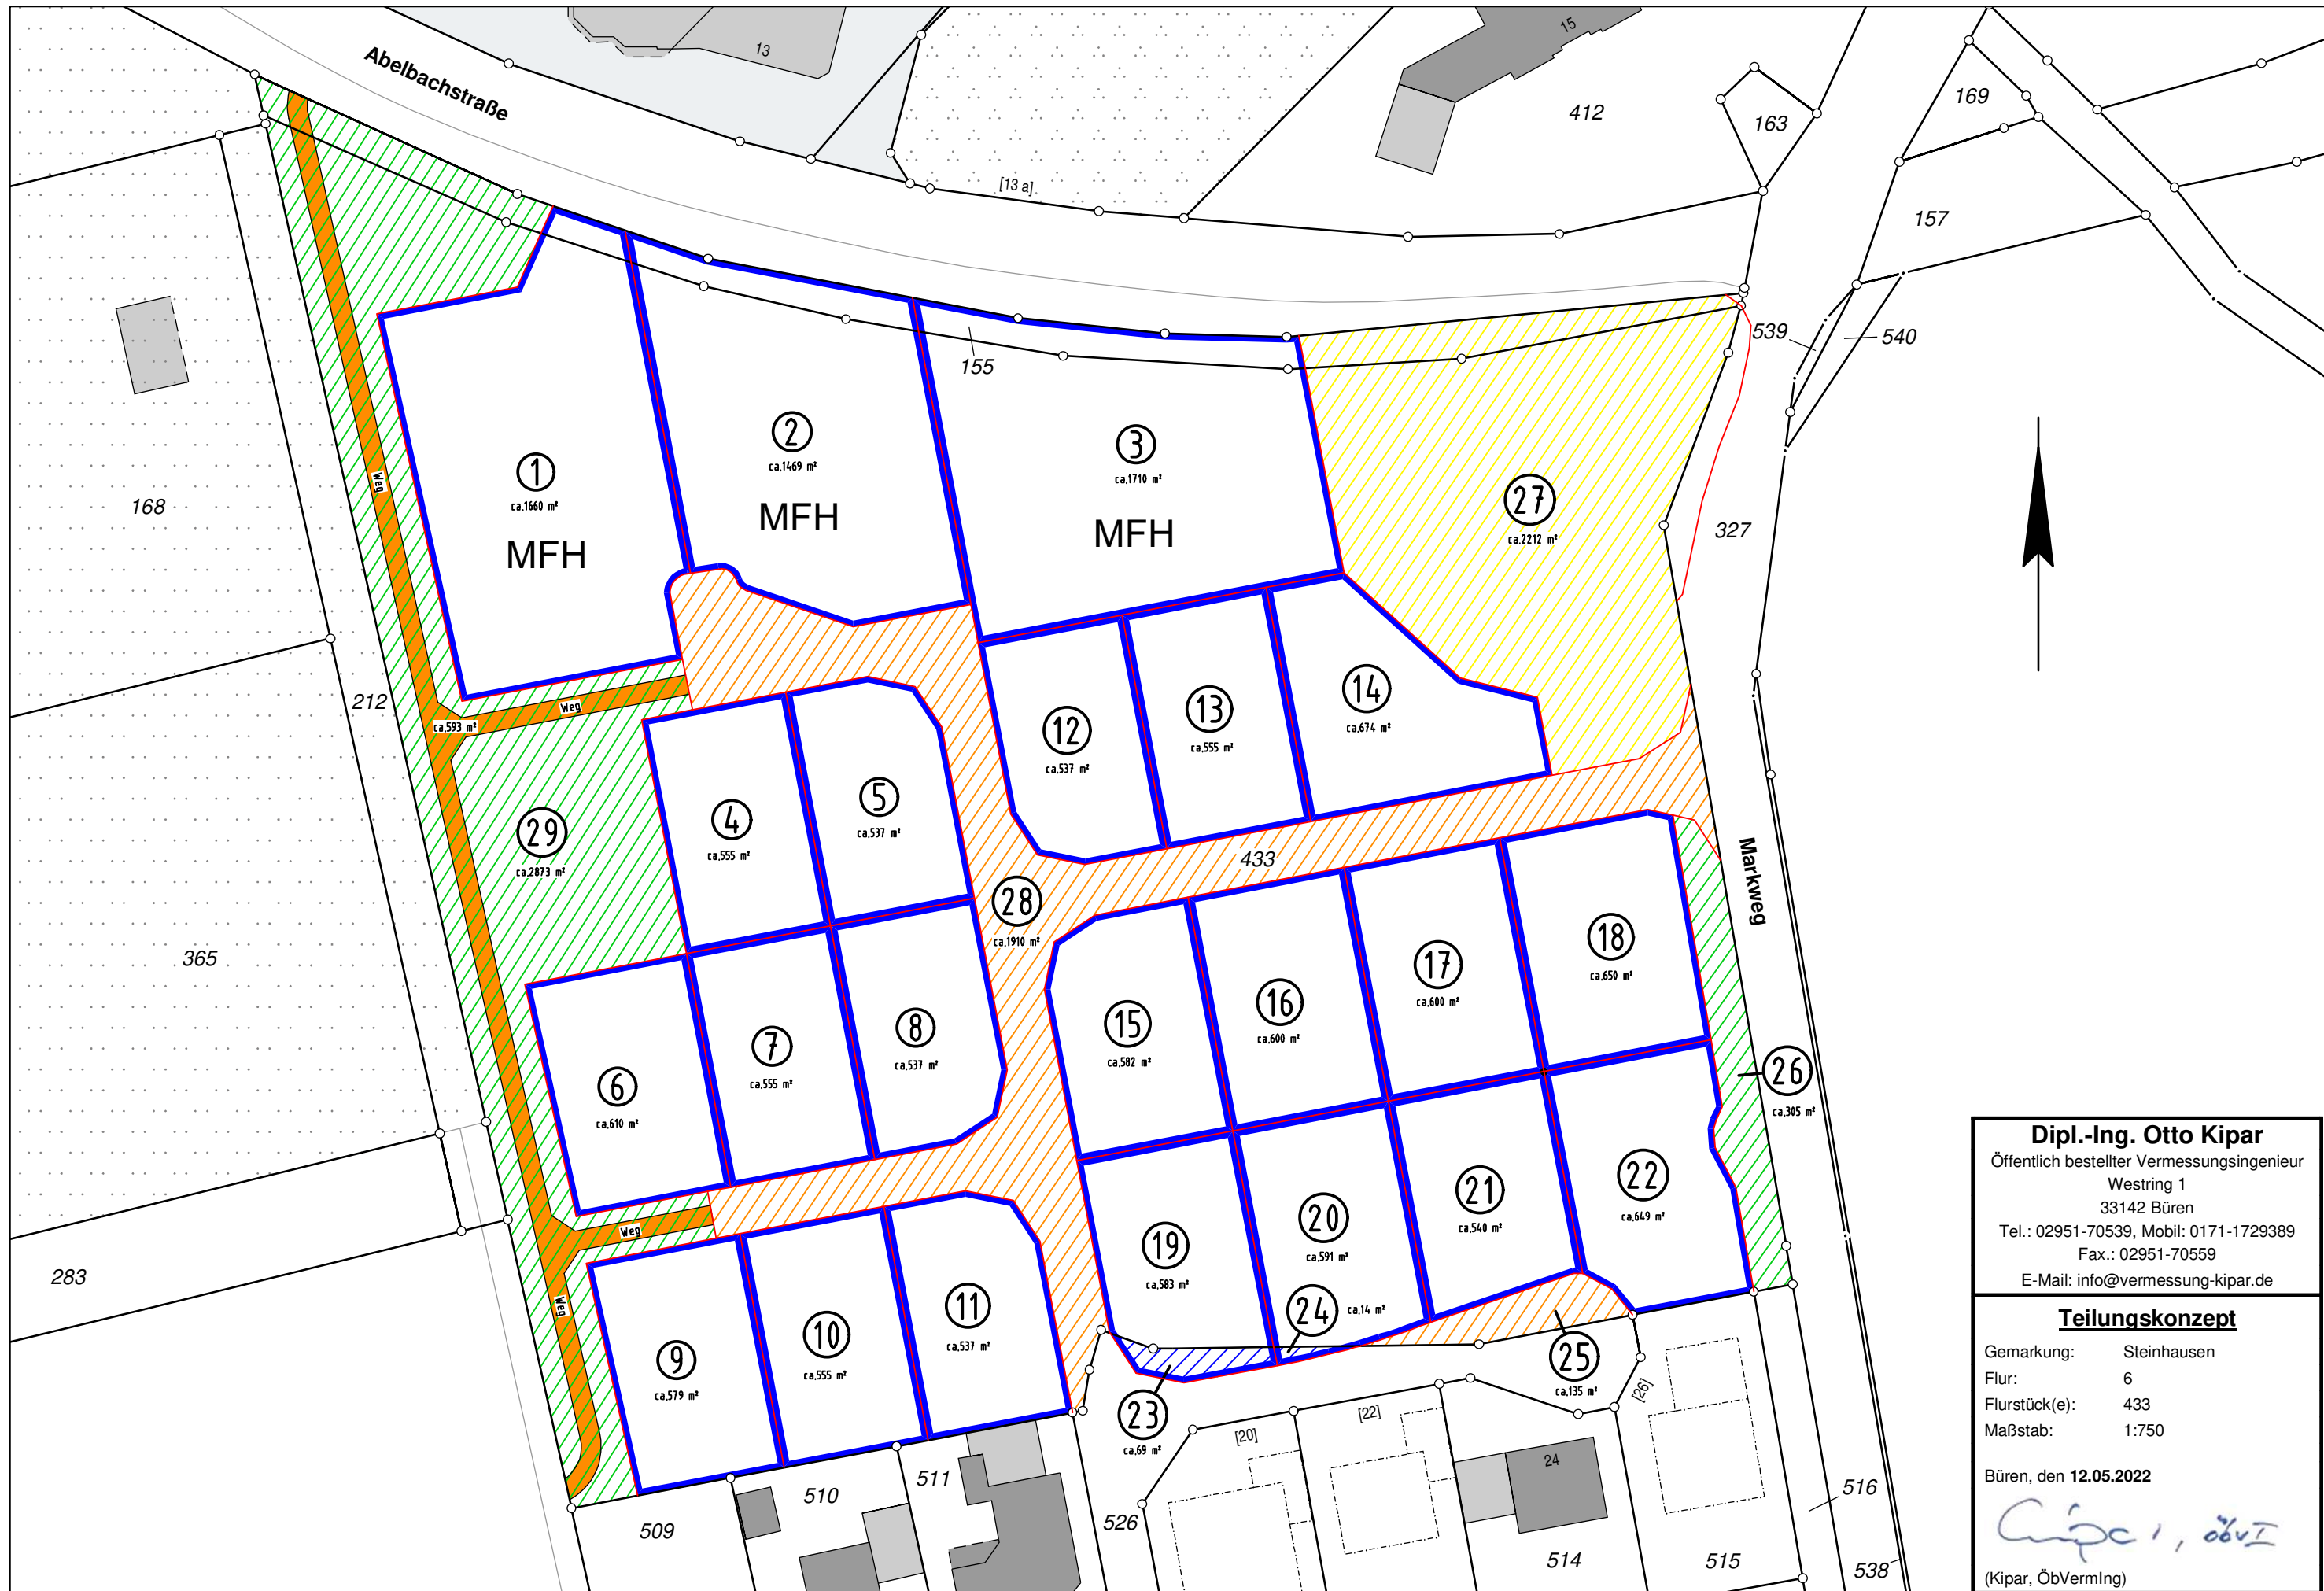 Abelbachstraße
13
15
[13 a]
412
163
169
157
539
540
155
327
168
212
365
283
433
Markweg
1
ca.1660 m²
MFH
2
ca.1469 m²
MFH
3
ca.1710 m²
MFH
27
ca.2212 m²
Weg
ca.593 m²
Weg
29
ca.2873 m²
4
ca.555 m²
5
ca.537 m²
12
ca.537 m²
13
ca.555 m²
14
ca.674 m²
28
ca.1910 m²
6
ca.610 m²
7
ca.555 m²
8
ca.537 m²
15
ca.582 m²
16
ca.600 m²
17
ca.600 m²
18
ca.650 m²
26
ca.305 m²
Weg
Weg
9
ca.579 m²
10
ca.555 m²
11
ca.537 m²
19
ca.583 m²
20
ca.591 m²
21
ca.540 m²
22
ca.649 m²
24
ca.14 m²
23
ca.69 m²
25
ca.135 m²
[20]
[22]
[26]
24
509
510
511
526
514
515
516
538
Dipl.-Ing. Otto Kipar
Öffentlich bestellter Vermessungsingenieur
Westring 1
33142 Büren
Tel.: 02951-70539, Mobil: 0171-1729389
Fax.: 02951-70559
E-Mail: info@vermessung-kipar.de
Teilungskonzept
Gemarkung: Steinhausen
Flur: 6
Flurstück(e): 433
Maßstab: 1:750
Büren, den 12.05.2022
(Kipar, ÖbVermIng)